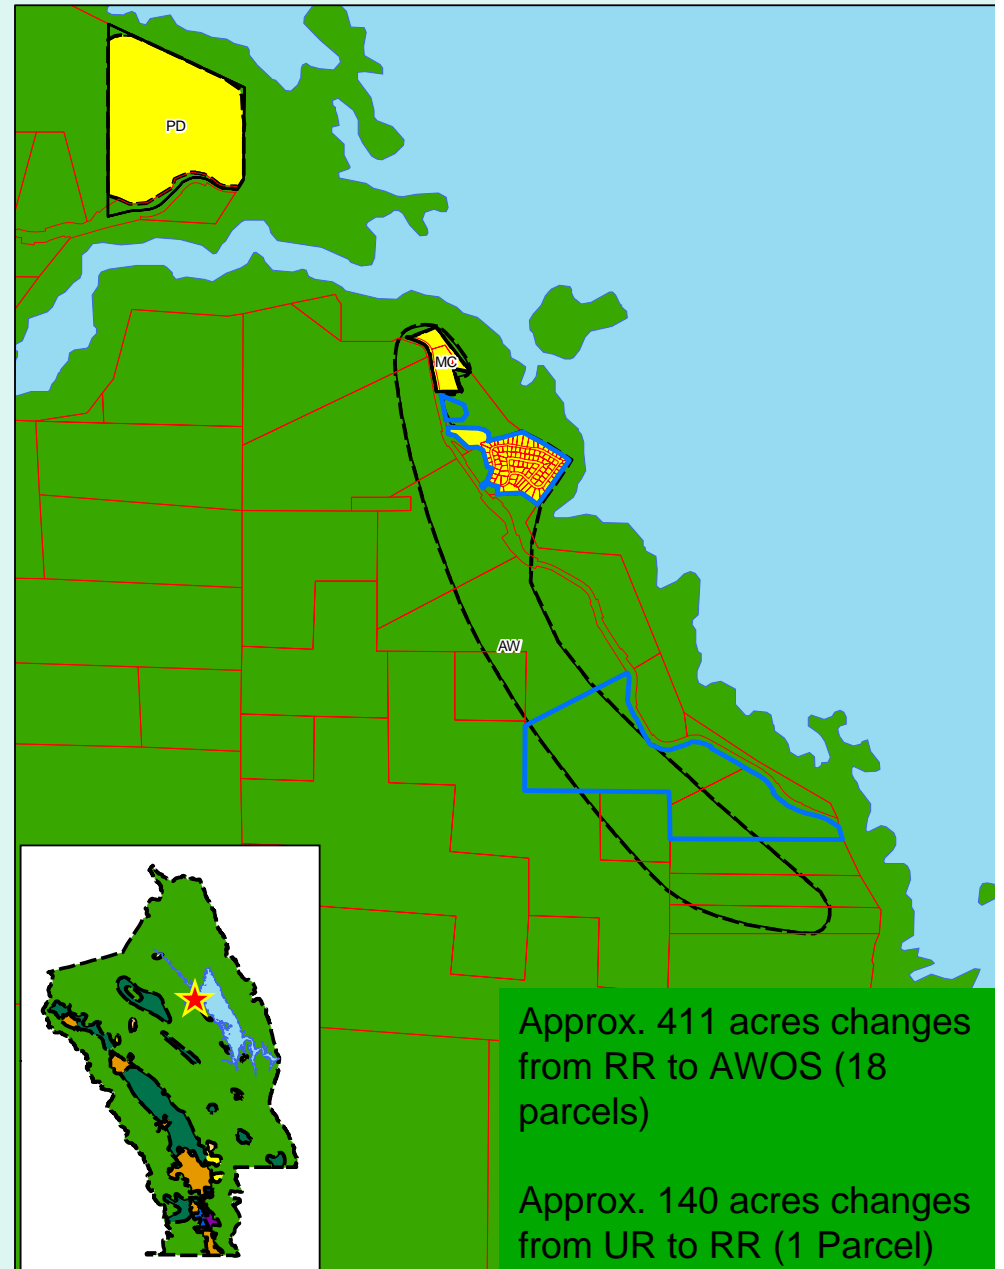 PD
MC
AW
Approx. 411 acres changes
from RR to AWOS (18
parcels)
Approx. 140 acres changes
from UR to RR (1 Parcel)